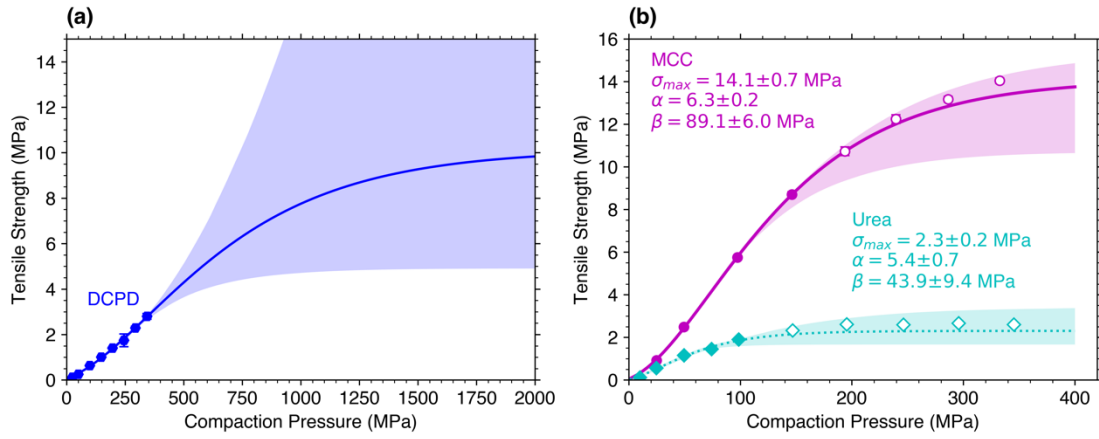 (a)
Tensile Strength (MPa)
14
12
10
8
6
4
2
0
DCPD
0 250 500 750 1000 1250 1500 1750 2000
Compaction Pressure (MPa)
(b)
Tensile Strength (MPa)
16
14
12
10
8
6
4
2
0
MCC
σmax = 14.1±0.7 MPa
α = 6.3±0.2
β = 89.1±6.0 MPa
Urea
σmax = 2.3±0.2 MPa
α = 5.4±0.7
β = 43.9±9.4 MPa
0 100 200 300 400
Compaction Pressure (MPa)